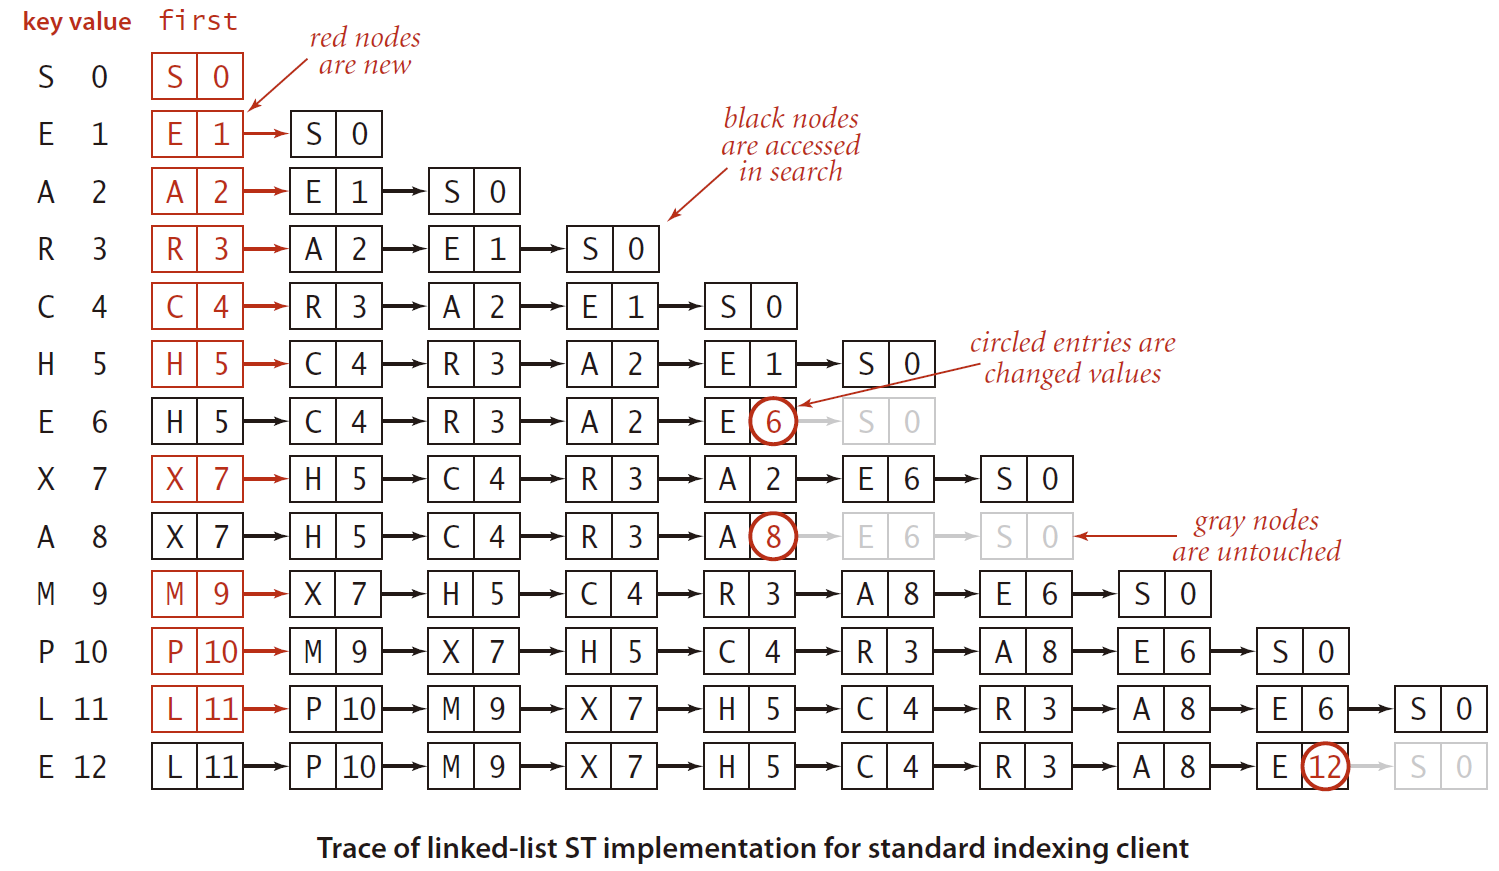 key value first
red nodes
are new
S 0 S 0
E 1 E 1 S 0
black nodes
are accessed
in search
A 2 A 2 E 1 S 0
R 3 R 3 A 2 E 1 S 0
C 4 C 4 R 3 A 2 E 1 S 0
circled entries are
changed values
H 5 H 5 C 4 R 3 A 2 E 1 S 0
E 6 H 5 C 4 R 3 A 2 E 6 S 0
X 7 X 7 H 5 C 4 R 3 A 2 E 6 S 0
A 8 X 7 H 5 C 4 R 3 A 8 E 6 S 0
gray nodes
are untouched
M 9 M 9 X 7 H 5 C 4 R 3 A 8 E 6 S 0
P 10 P 10 M 9 X 7 H 5 C 4 R 3 A 8 E 6 S 0
L 11 L 11 P 10 M 9 X 7 H 5 C 4 R 3 A 8 E 6 S 0
E 12 L 11 P 10 M 9 X 7 H 5 C 4 R 3 A 8 E 12 S 0
Trace of linked-list ST implementation for standard indexing client